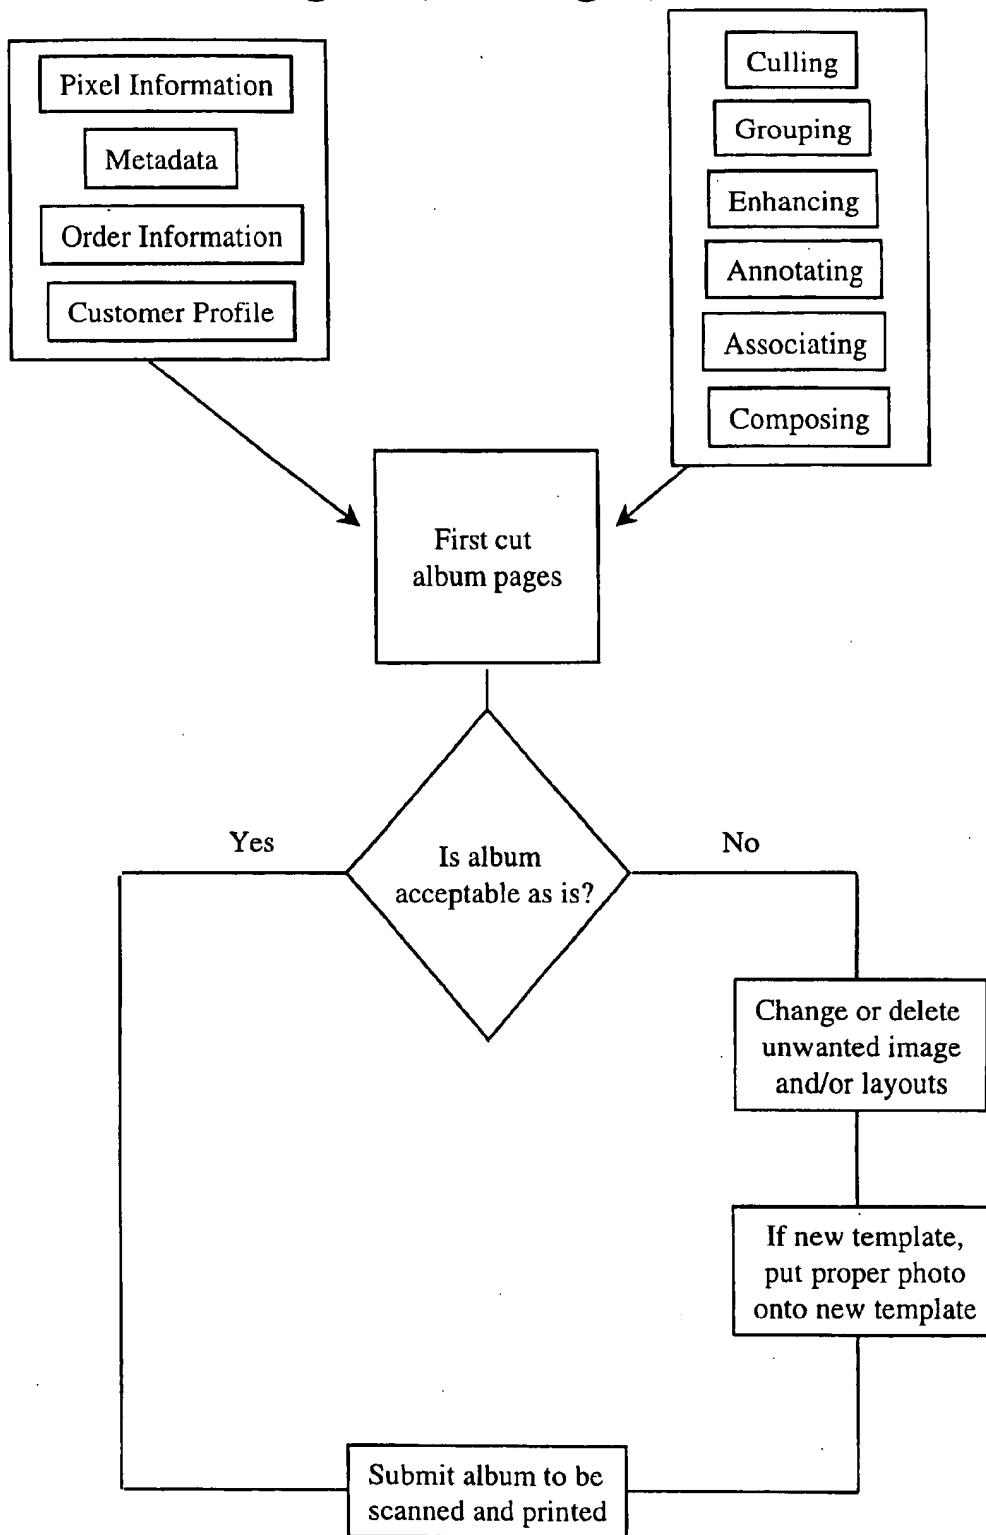 Pixel Information
Metadata
Order Information
Customer Profile
Culling
Grouping
Enhancing
Annotating
Associating
Composing
First cut
album pages
Is album
acceptable as is?
Yes
No
Change or delete
unwanted image
and/or layouts
If new template,
put proper photo
onto new template
Submit album to be
scanned and printed